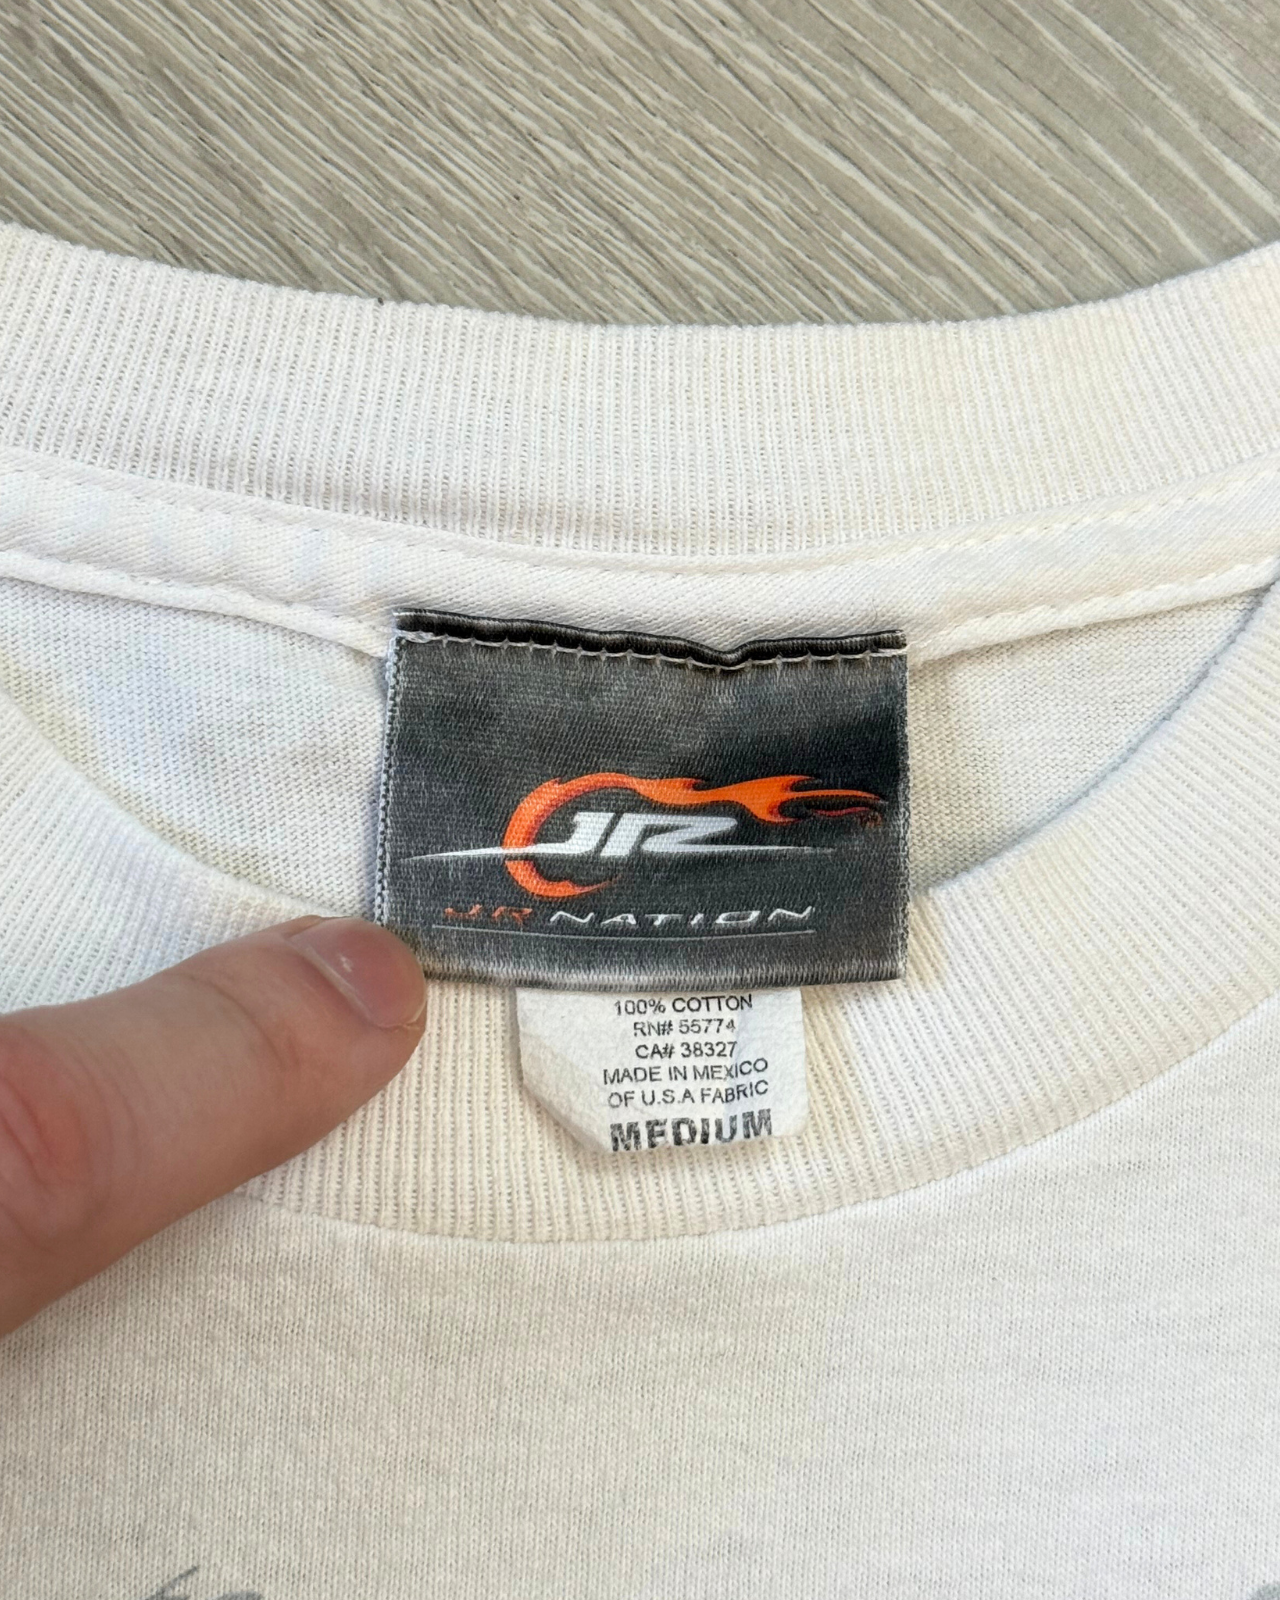 JR
JR NATION
100% COTTON
RN# 55774
CA# 38327
MADE IN MEXICO
OF U.S.A FABRIC
MEDIUM